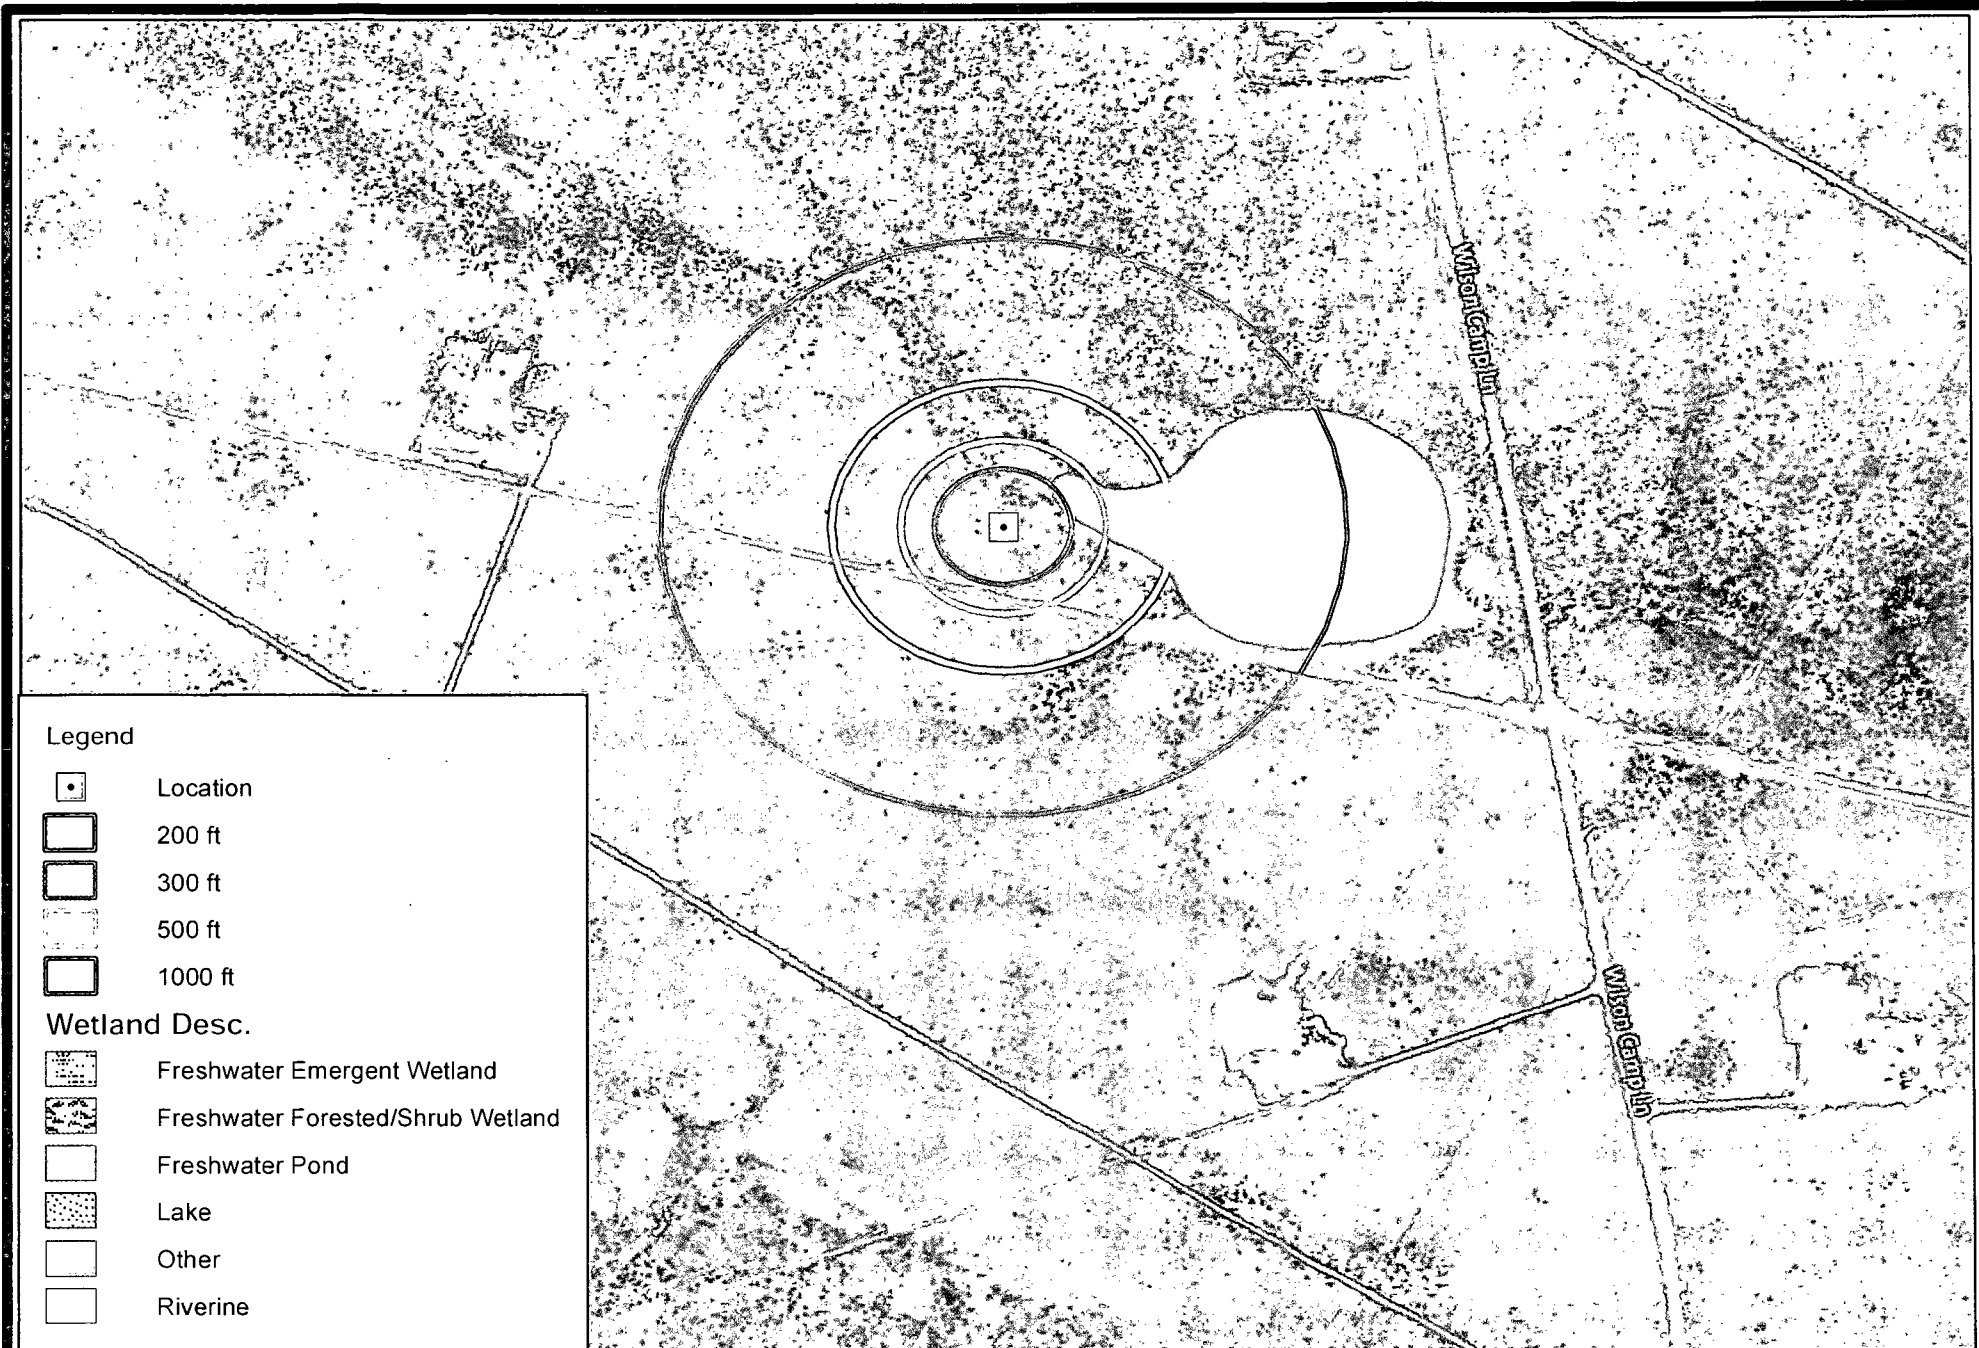 Wilson Camp Ln
Legend
Location
200 ft
300 ft
500 ft
1000 ft
Wetland Desc.
Freshwater Emergent Wetland
Freshwater Forested/Shrub Wetland
Freshwater Pond
Lake
Other
Riverine
Wilson Camp Ln